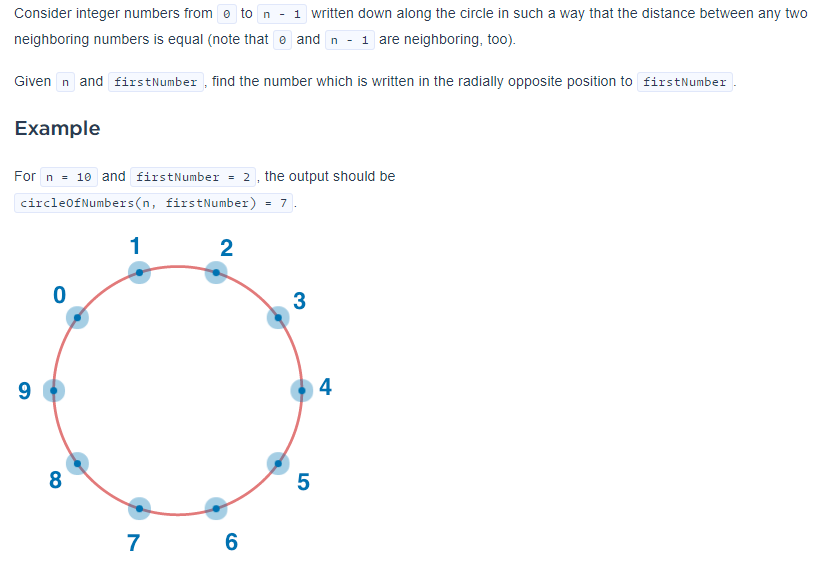 Consider integer numbers from 0 to n - 1 written down along the circle in such a way that the distance between any two
neighboring numbers is equal (note that 0 and n - 1 are neighboring, too).
Given n and firstNumber, find the number which is written in the radially opposite position to firstNumber.
Example
For n = 10 and firstNumber = 2, the output should be
circleOfNumbers(n, firstNumber) = 7.
1
2
0
3
9
4
8
5
7
6